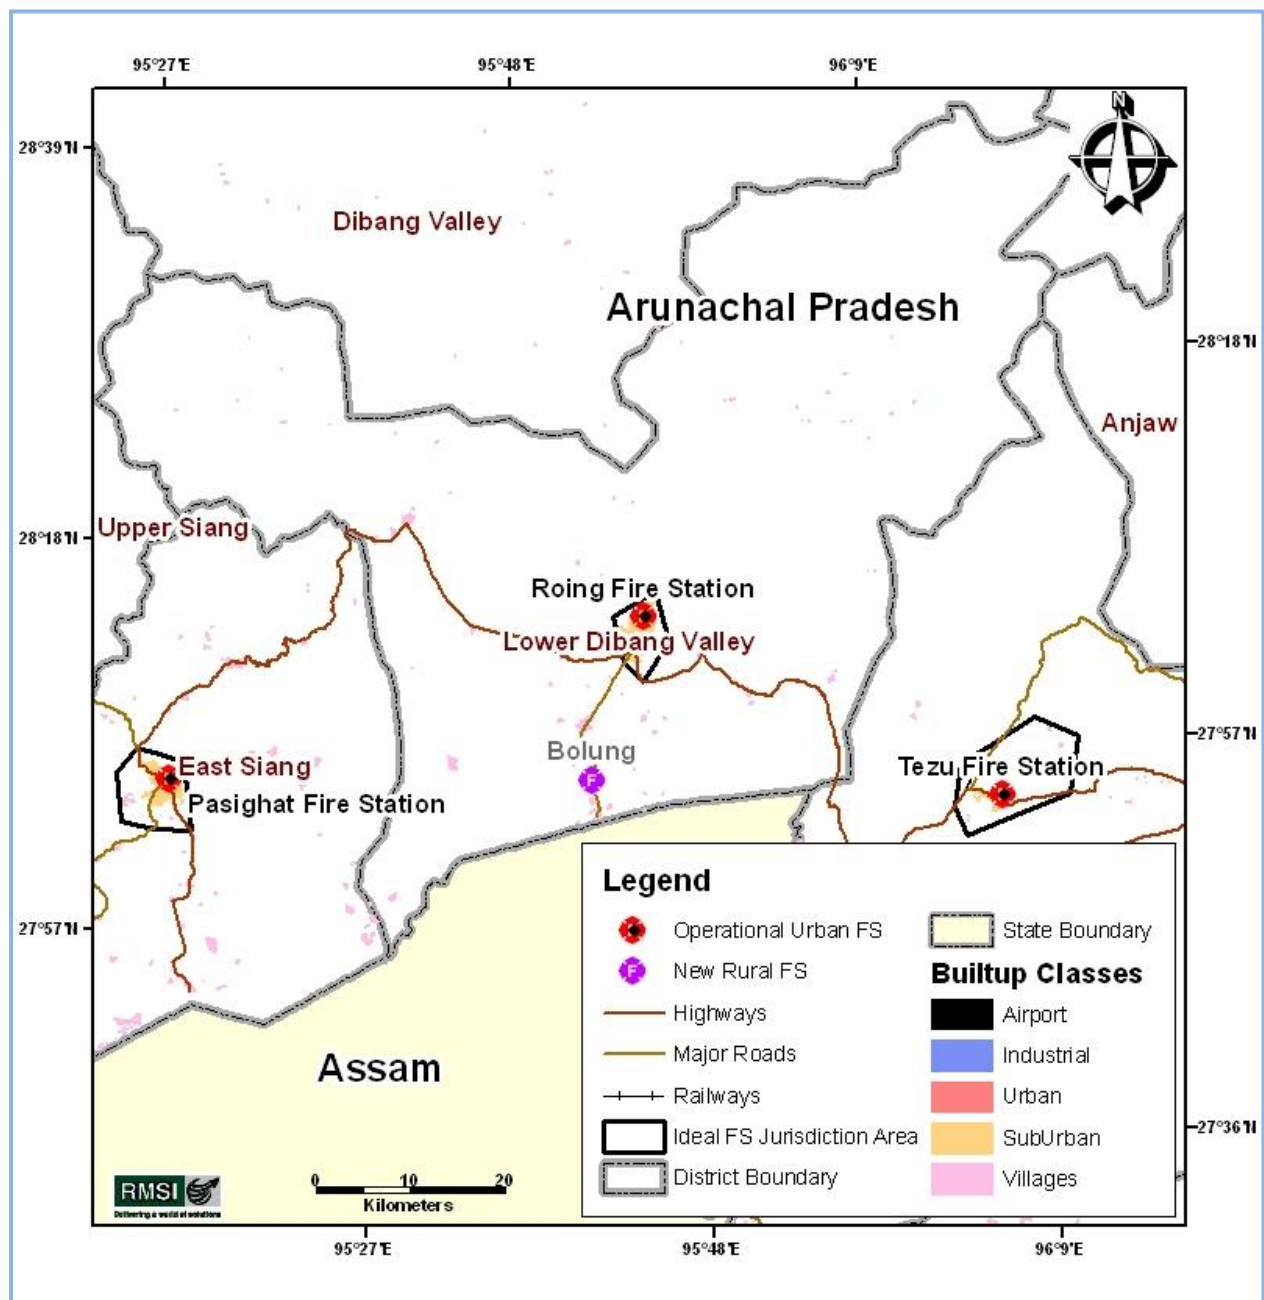 95°27'E 95°48'E 96°9'E
N
28°39'N
Dibang Valley
Arunachal Pradesh
28°18'N
Anjaw
Upper Siang
28°18'N
Roing Fire Station
Lower Dibang Valley
27°57'N
Bolung
East Siang
Tezu Fire Station
F
Pasighat Fire Station
Legend
27°57'N
Operational Urban FS
State Boundary
F
New Rural FS
Builtup Classes
Highways
Airport
Major Roads
Industrial
Assam
Railways
Urban
27°36'N
Ideal FS Jurisdiction Area
SubUrban
District Boundary
Villages
0 10 20
Kilometers
RMSI
Delivering a world of solutions
95°27'E 95°48'E 96°9'E